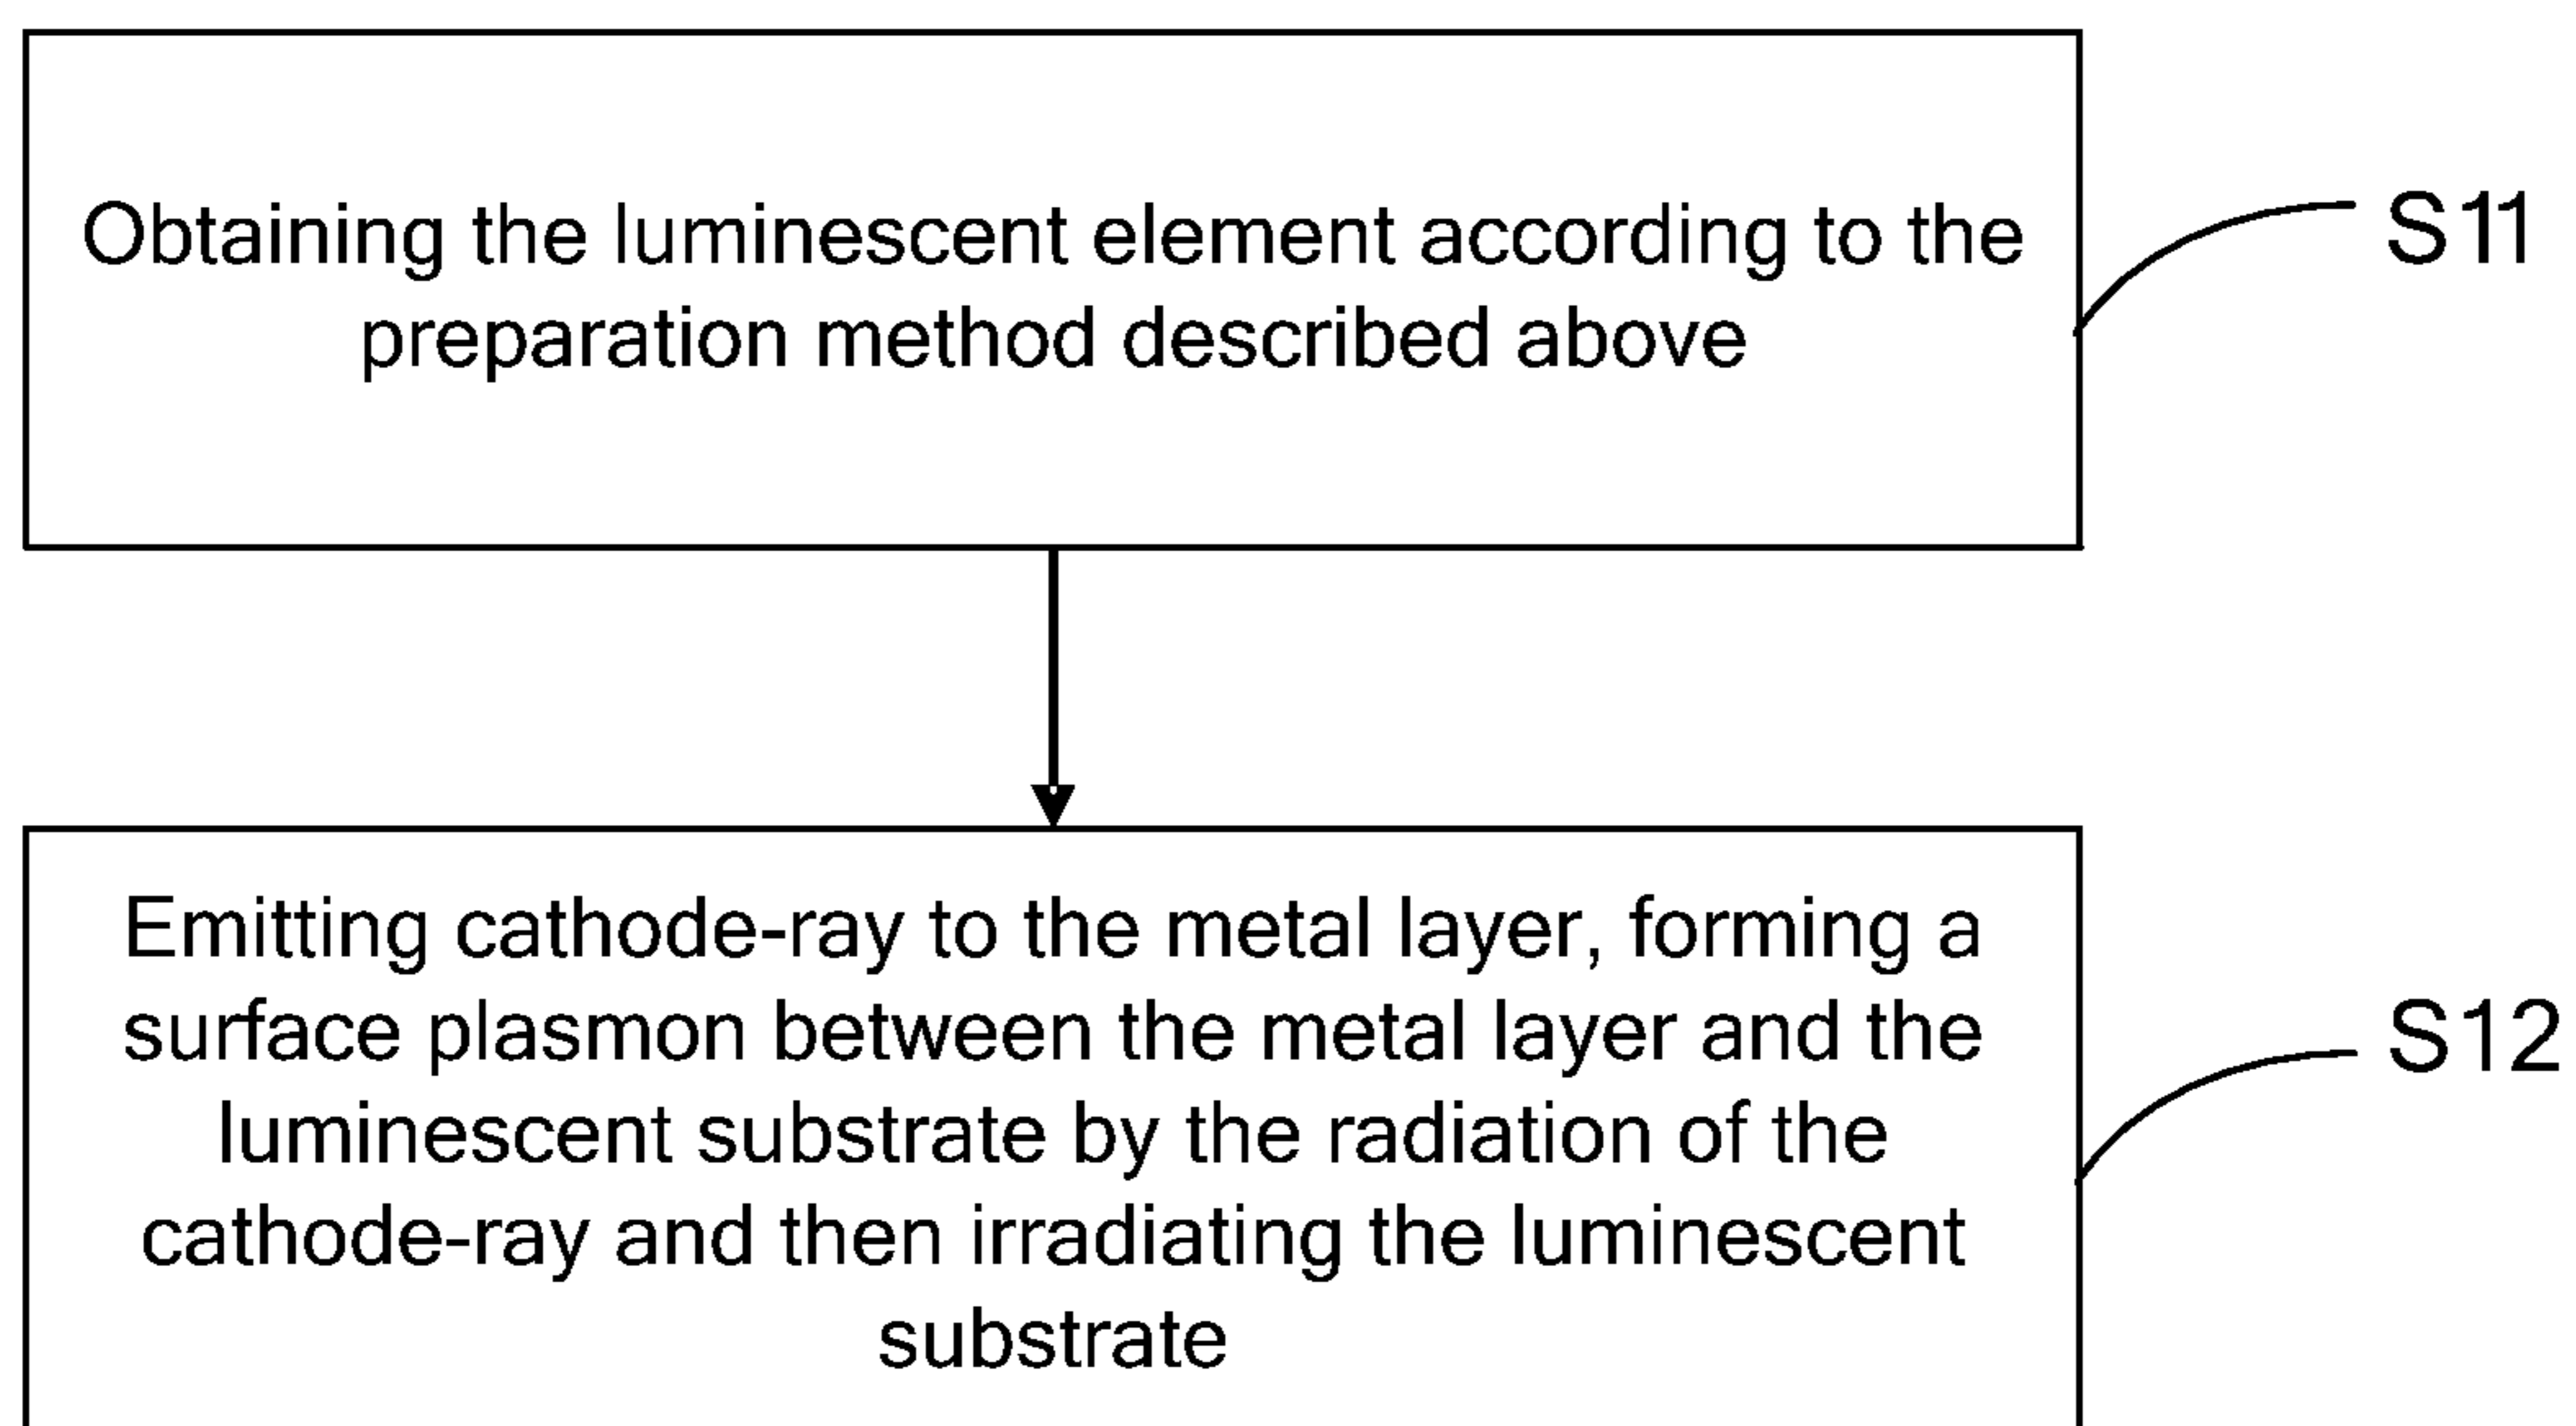 Obtaining the luminescent element according to the
preparation method described above
S11
Emitting cathode-ray to the metal layer, forming a
surface plasmon between the metal layer and the
luminescent substrate by the radiation of the
cathode-ray and then irradiating the luminescent
substrate
S12